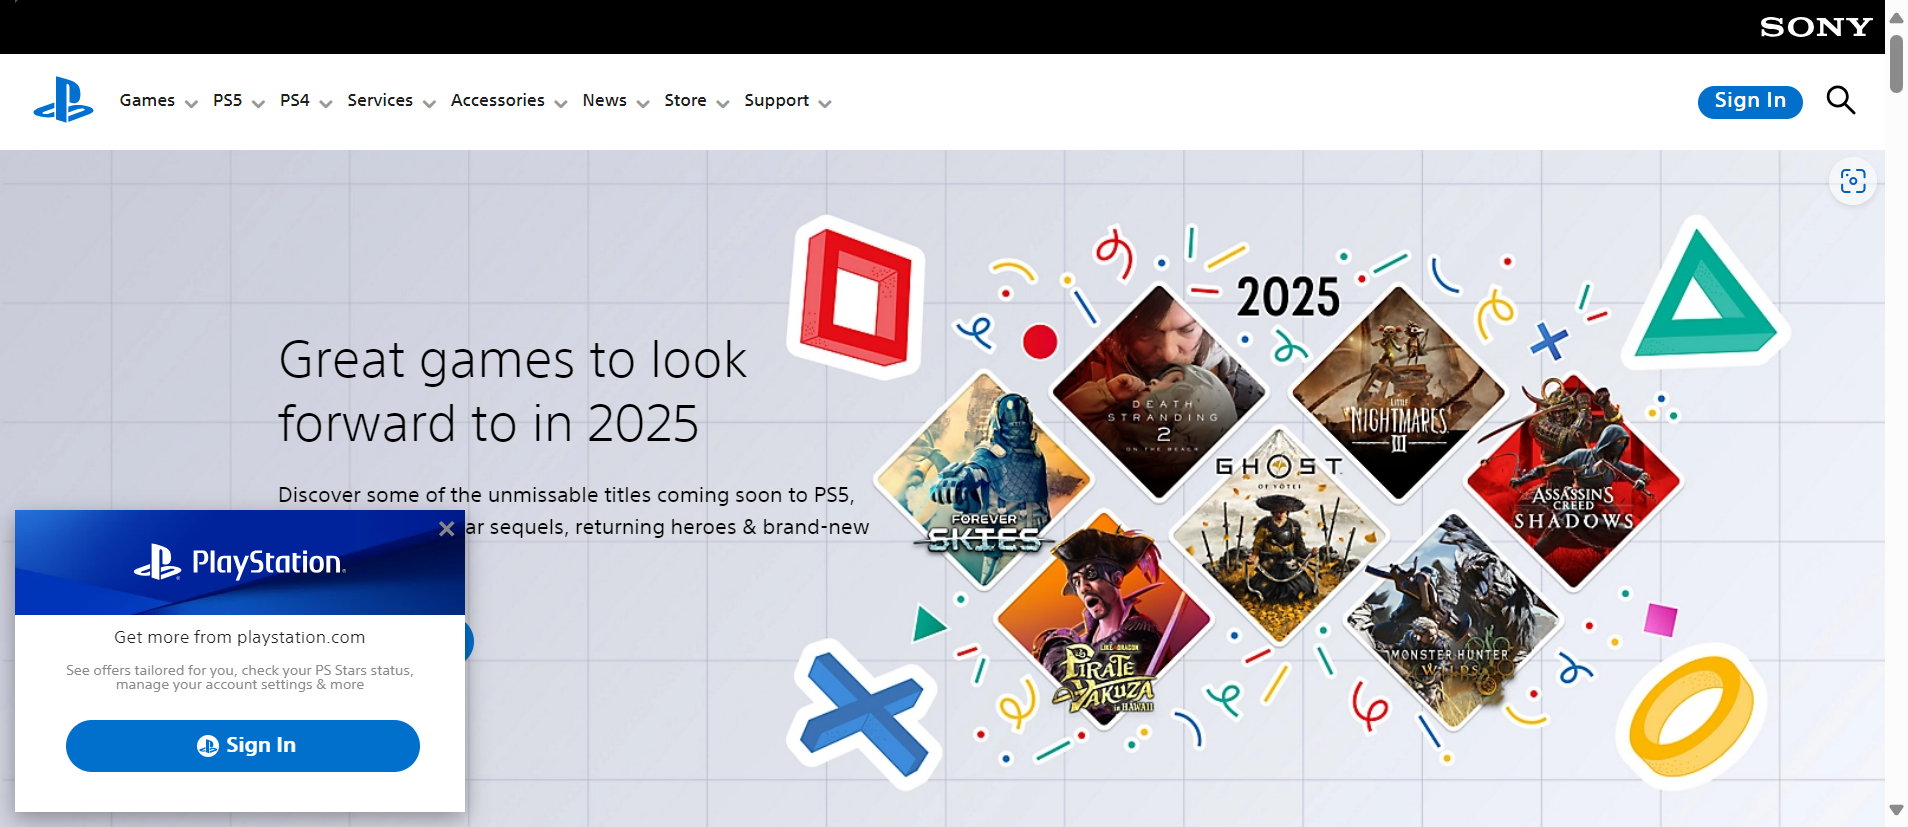 SONY
Games
PS5
PS4
Services
Accessories
News
Store
Support
Sign In
Great games to look
forward to in 2025
Discover some of the unmissable titles coming soon to PS5,
ar sequels, returning heroes & brand-new
PlayStation
Get more from playstation.com
See offers tailored for you, check your PS Stars status,
manage your account settings & more
Sign In
2025
DEATH
STRANDING
2
ON THE BEACH
LITTLE
NIGHTMARES
III
FOREVER
SKIES
GHOST
OF YŌTEI
ASSASSIN'S
CREED
SHADOWS
LIKE A DRAGON
PIRATE
YAKUZA
in HAWAII
MONSTER HUNTER
WILDS